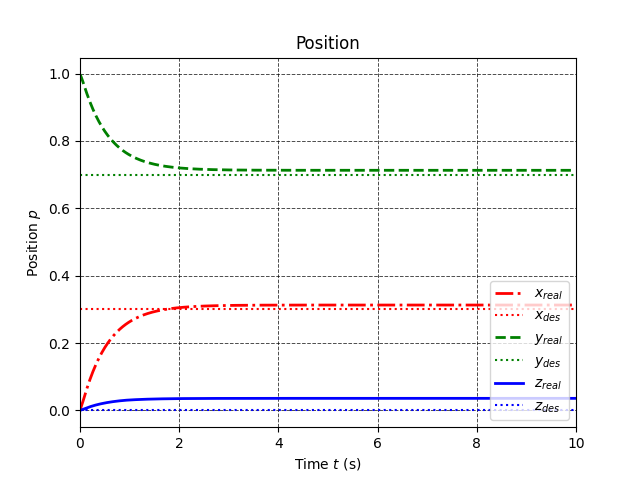 Position
1.0
0.8
0.6
0.4
0.2
0.0
Position p
x_real
x_des
y_real
y_des
z_real
z_des
0 2 4 6 8 10
Time t (s)